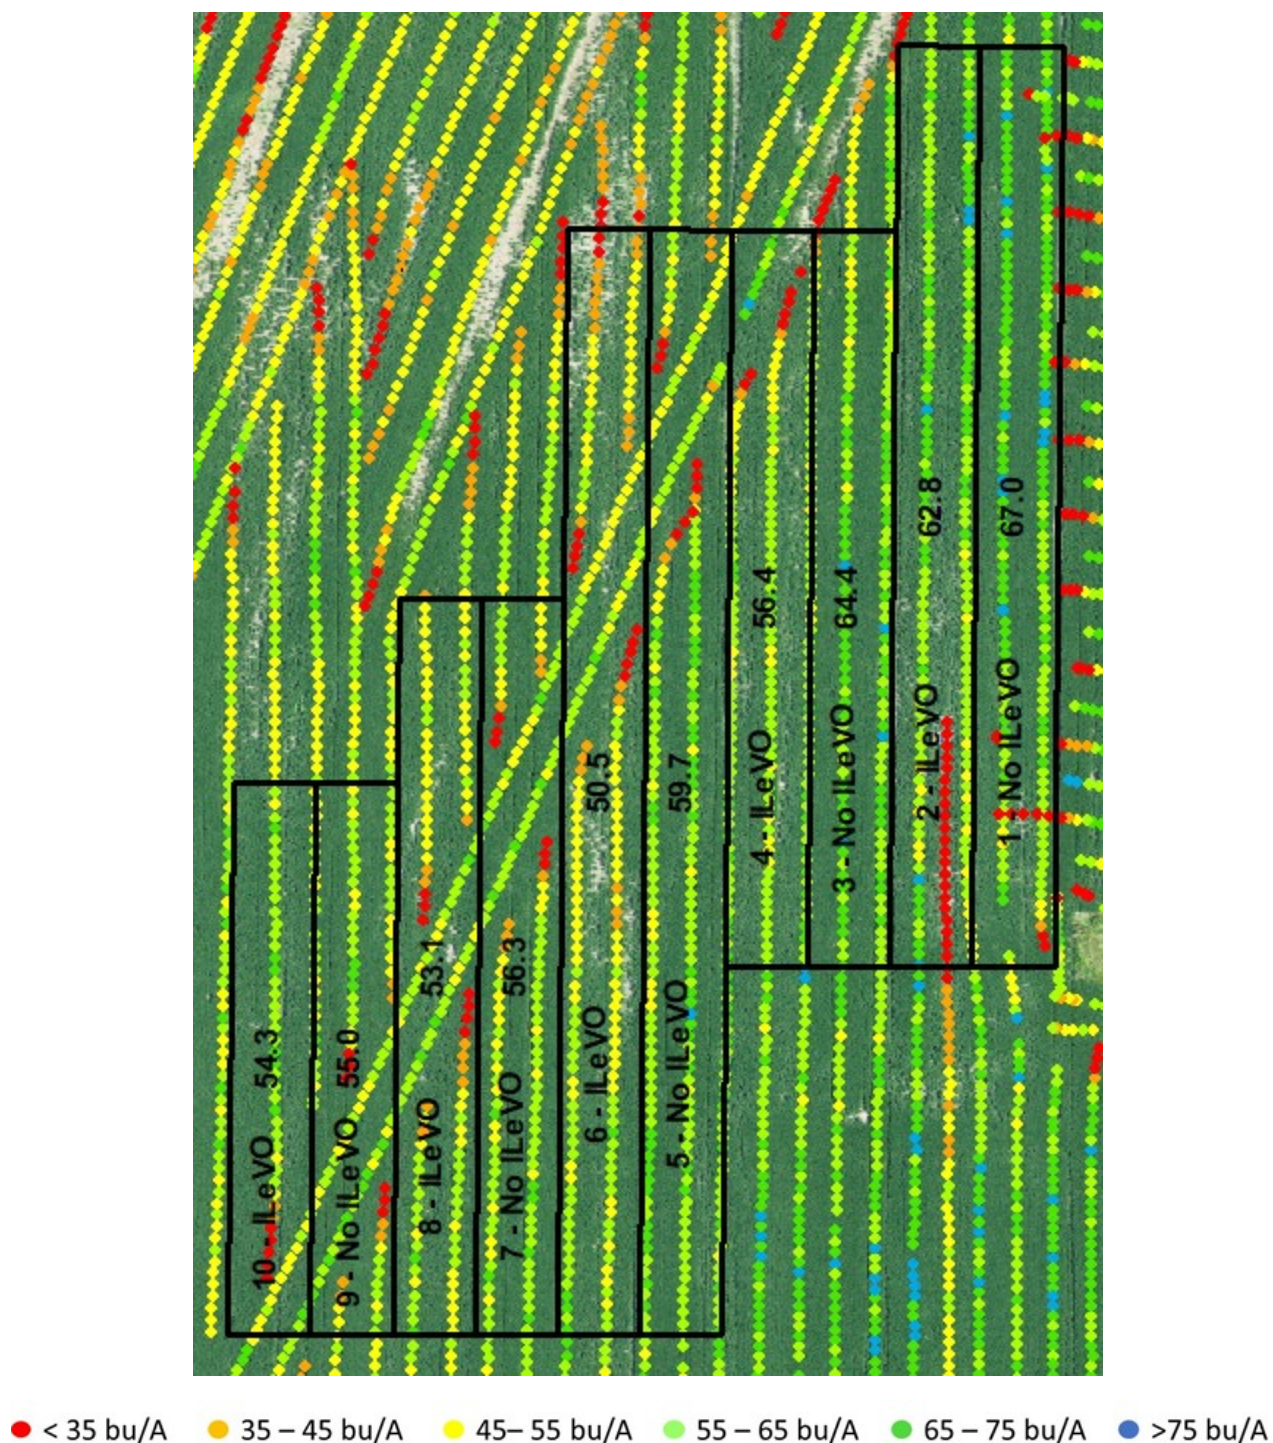 10 - ILeVO 54.3
9 - No ILeVO 55.0
8 - ILeVO 53.1
7 - No ILeVO 56.3
6 - ILeVO 50.5
5 - No ILeVO 59.7
4 - ILeVO 56.4
3 - No ILeVO 64.4
2 - ILeVO 62.8
1 - No ILeVO 67.0
< 35 bu/A 35 – 45 bu/A 45– 55 bu/A 55 – 65 bu/A 65 – 75 bu/A >75 bu/A